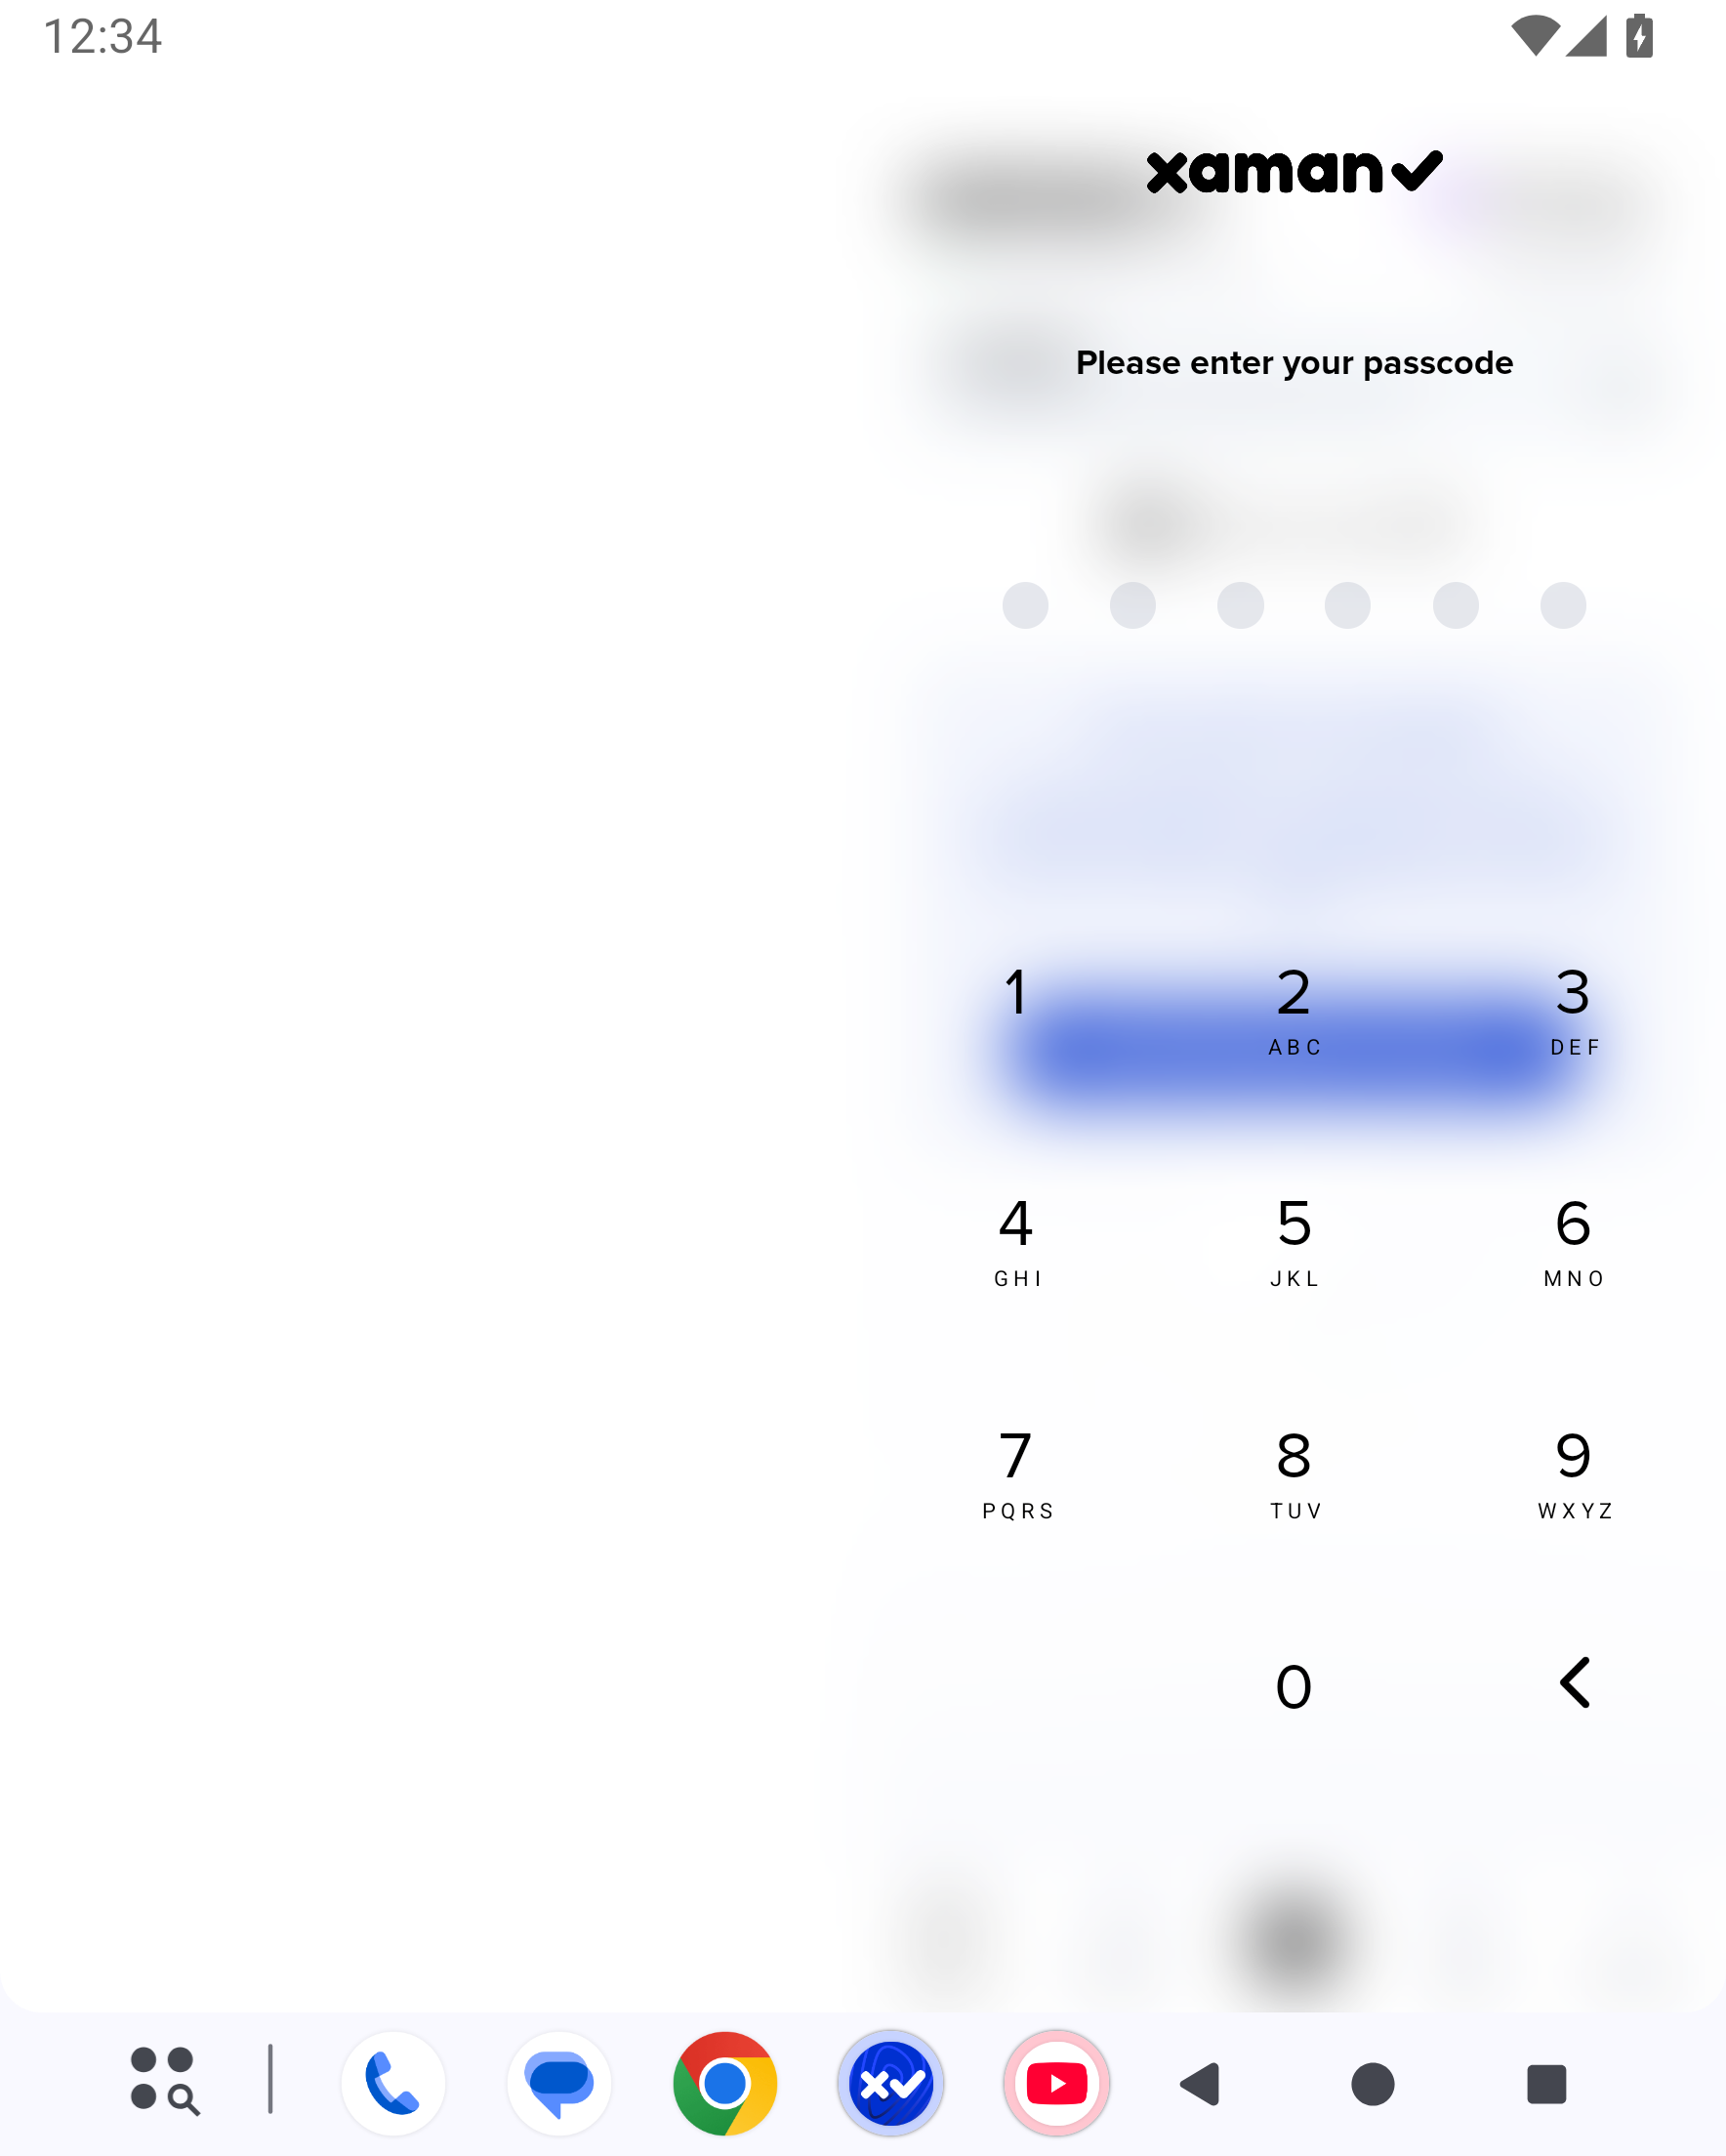 12:34
xaman
Please enter your passcode
1 2 3
ABC DEF
4 5 6
GHI JKL MNO
7 8 9
PQRS TUV WXYZ
0